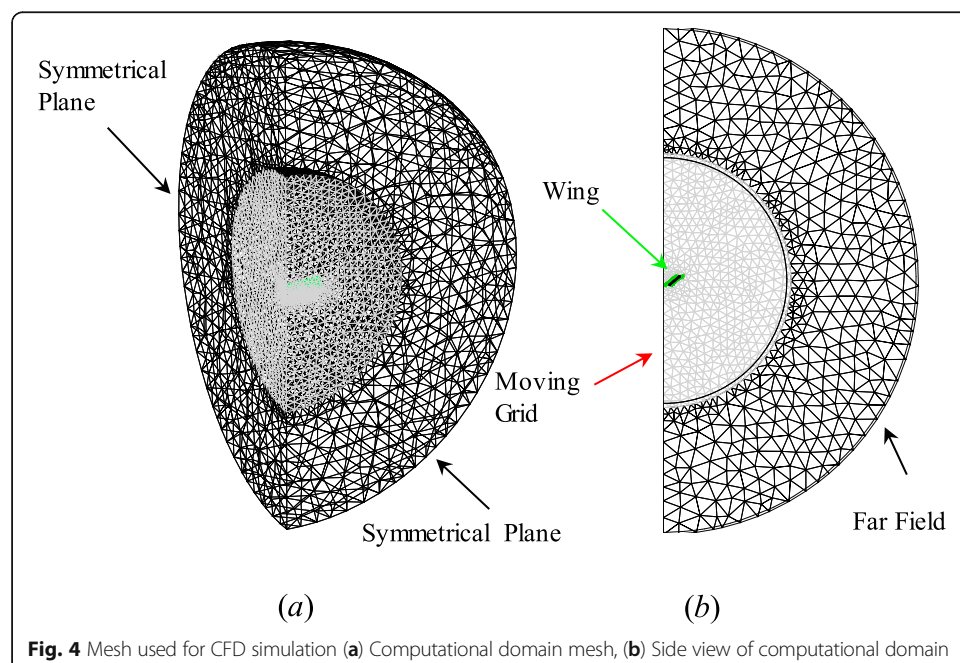 Symmetrical
Plane
Wing
Moving
Grid
Far Field
Symmetrical Plane
(a)
(b)
Fig. 4 Mesh used for CFD simulation (a) Computational domain mesh, (b) Side view of computational domain